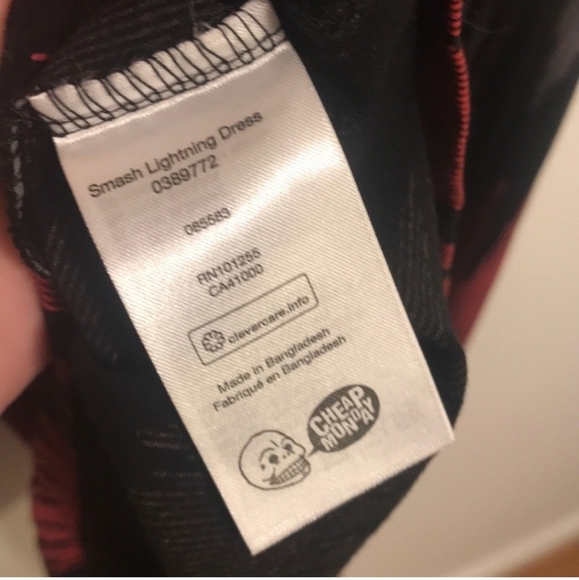 Smash Lightning Dress
0389772
085583
RN101255
CA41000
clevercare.info
Made in Bangladesh
Fabriqué en Bangladesh
CHEAP
MONDAY